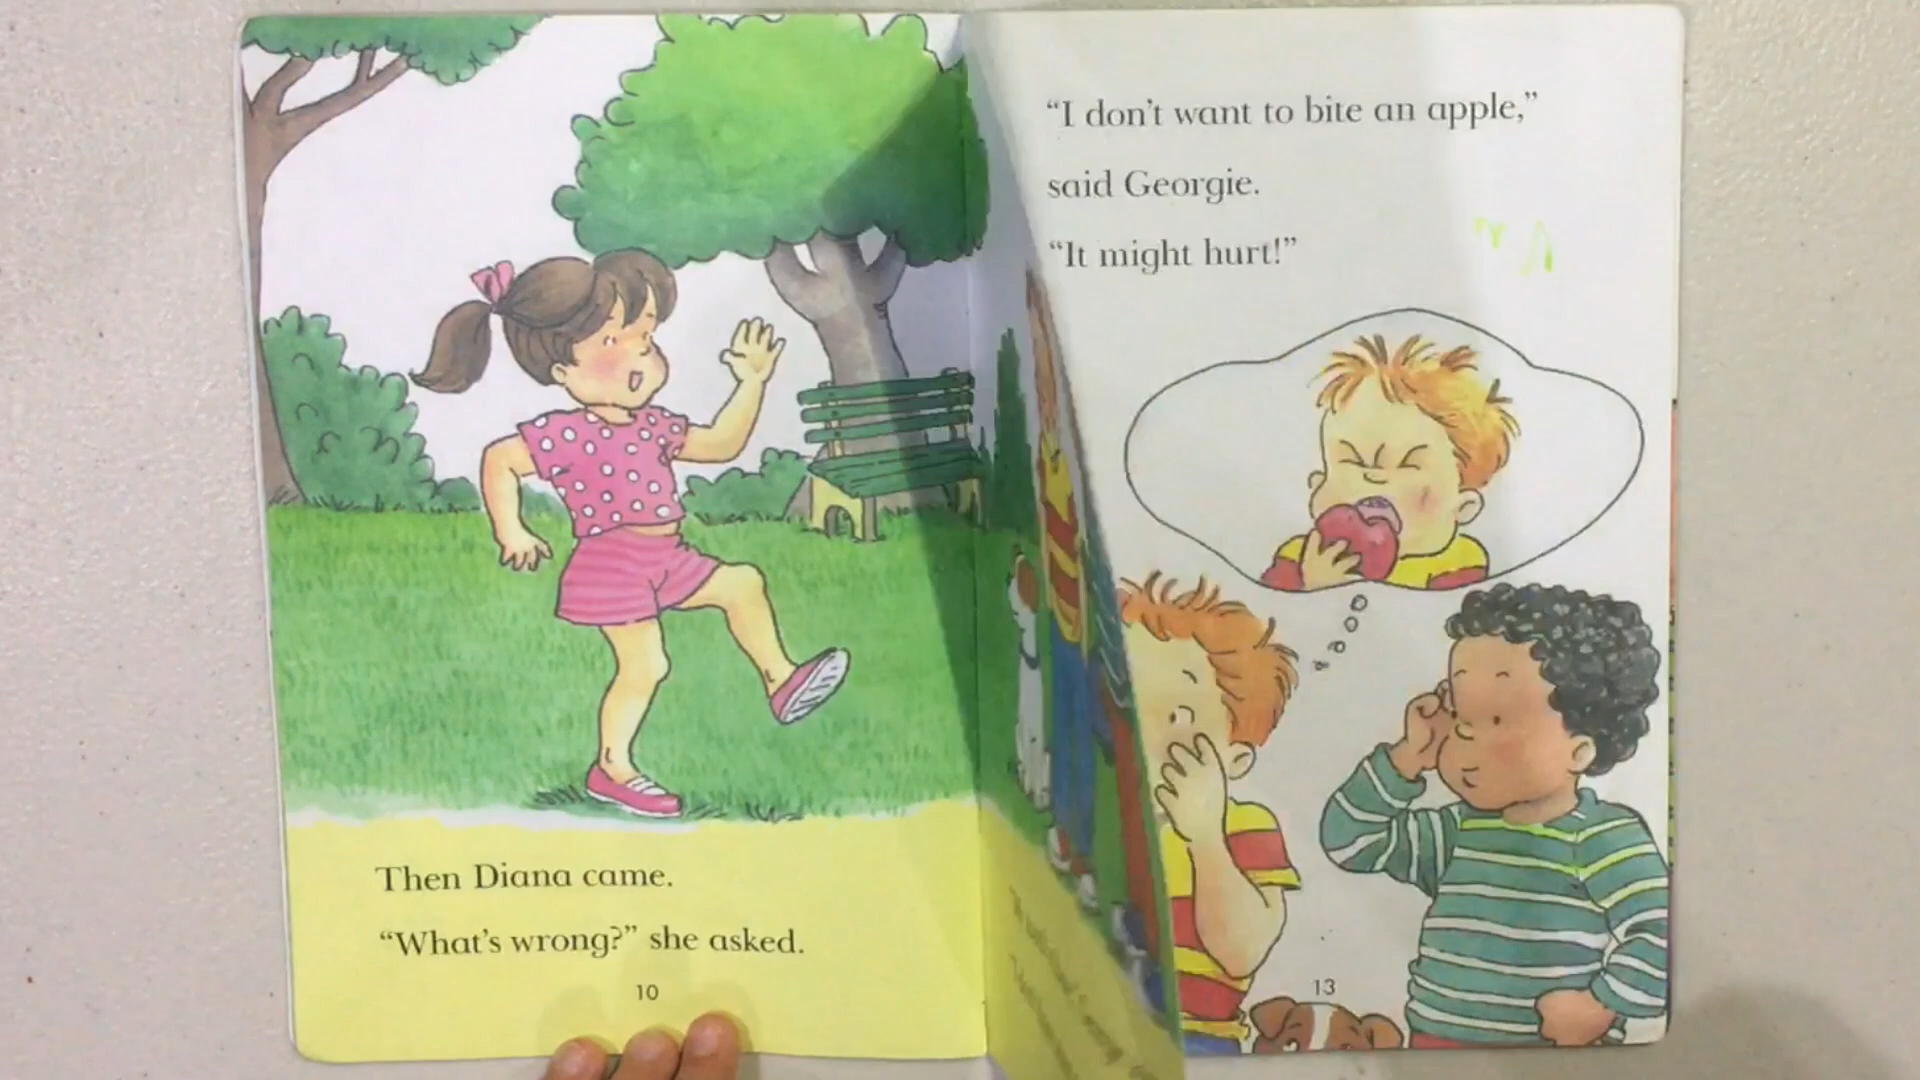 Then Diana came.
“What’s wrong?” she asked.
10
“I don’t want to bite an apple,”
said Georgie.
“It might hurt!”
13